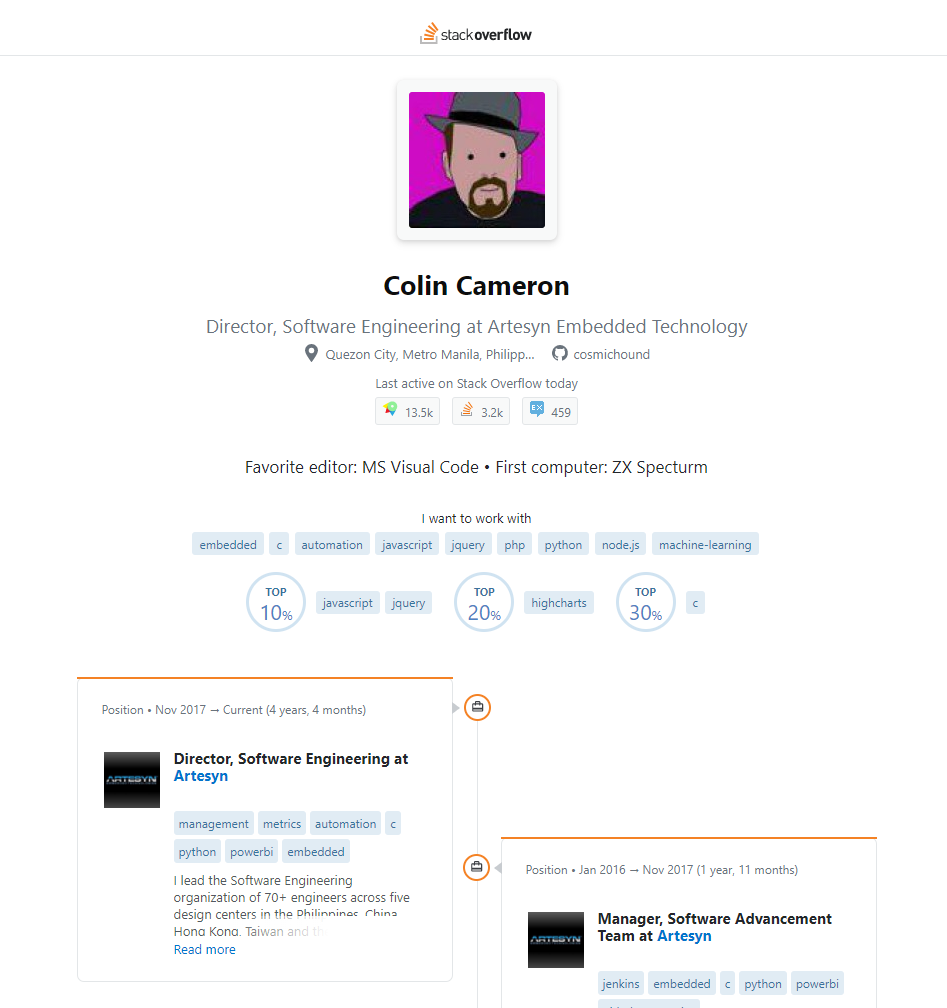 stackoverflow
Colin Cameron
Director, Software Engineering at Artesyn Embedded Technology
Quezon City, Metro Manila, Philipp... cosmichound
Last active on Stack Overflow today
13.5k 3.2k EX 459
Favorite editor: MS Visual Code • First computer: ZX Specturm
I want to work with
embedded c automation javascript jquery php python node.js machine-learning
TOP 10% javascript jquery TOP 20% highcharts TOP 30% c
Position • Nov 2017 → Current (4 years, 4 months)
ARTESYN
Director, Software Engineering at
Artesyn
management metrics automation c
python powerbi embedded
I lead the Software Engineering
organization of 70+ engineers across five
design centers in the Philippines, China,
Hong Kong, Taiwan and th
Read more
Position • Jan 2016 → Nov 2017 (1 year, 11 months)
ARTESYN
Manager, Software Advancement
Team at Artesyn
jenkins embedded c python powerbi